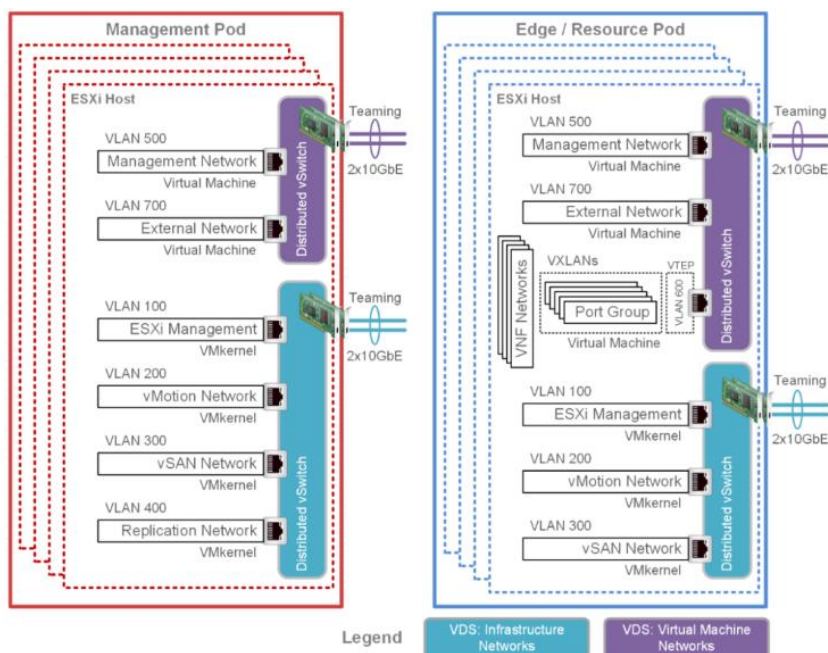 Management Pod
ESXi Host
VLAN 500
Management Network
Virtual Machine
VLAN 700
External Network
Virtual Machine
Distributed vSwitch
Teaming
2x10GbE
VLAN 100
ESXi Management
VMkernel
VLAN 200
vMotion Network
VMkernel
VLAN 300
vSAN Network
VMkernel
VLAN 400
Replication Network
VMkernel
Distributed vSwitch
Teaming
2x10GbE
Edge / Resource Pod
ESXi Host
VLAN 500
Management Network
Virtual Machine
VLAN 700
External Network
Virtual Machine
VNF Networks
VXLANs
Port Group
Virtual Machine
VTEP
VLAN 600
Distributed vSwitch
Teaming
2x10GbE
VLAN 100
ESXi Management
VMkernel
VLAN 200
vMotion Network
VMkernel
VLAN 300
vSAN Network
VMkernel
Distributed vSwitch
Teaming
2x10GbE
Legend
VDS: Infrastructure
Networks
VDS: Virtual Machine
Networks